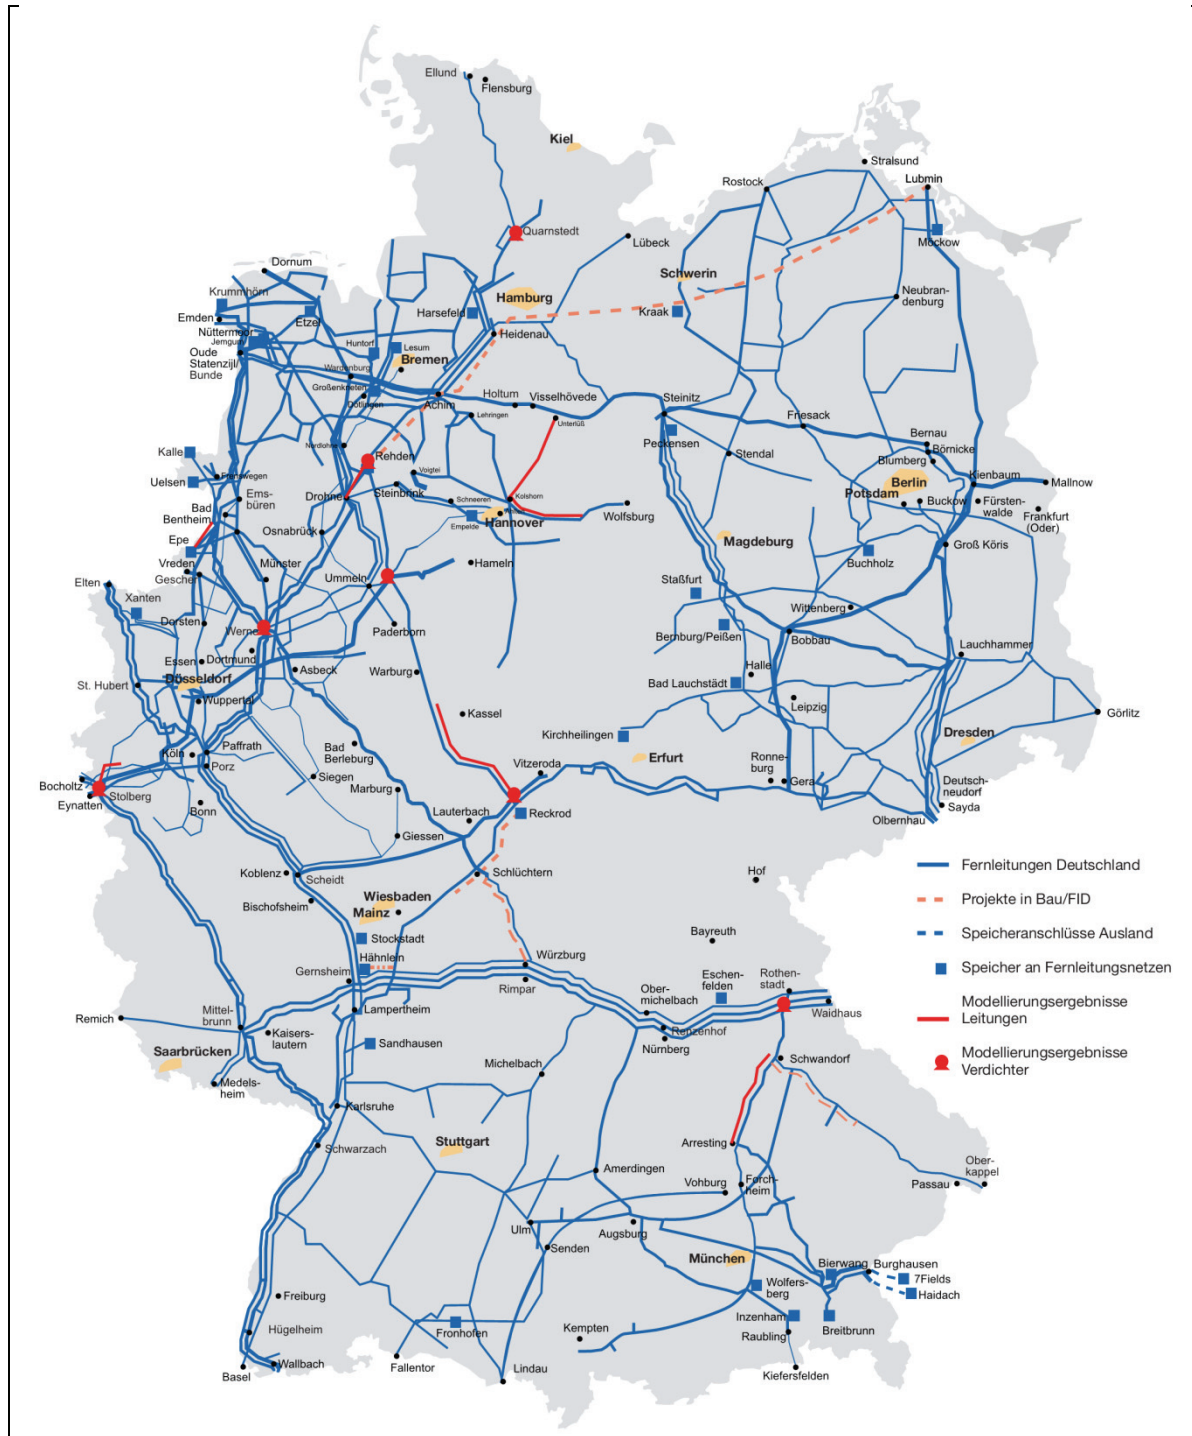 Ellund
Flensburg
Kiel
Stralsund
Rostock
Lubmin
Quarnstedt
Lübeck
Möckow
Dornum
Schwerin
Krummhörn
Hamburg
Neubran-
denburg
Emden
Etzel
Harsefeld
Kraak
Nüttermoor
Jemgum
Huntorf
Lesum
Heidenau
Oude
Statenzijl/
Bunde
Bremen
Wardenburg
Großenkneten
Dötlingen
Achim
Holtum
Visselhövede
Steinitz
Lehringen
Unterlüß
Friesack
Bernau
Börnicke
Peckensen
Nordlohne
Kalle
Rehden
Voigtei
Stendal
Blumberg
Kienbaum
Uelsen
Frenswegen
Berlin
Mallnow
Ems-
büren
Drohne
Steinbrink
Schneeren
Kolshorn
Potsdam
Buckow
Fürsten-
walde
Wolfsburg
Frankfurt
(Oder)
Bad
Bentheim
Osnabrück
Empelde
Hannover
Epe
Magdeburg
Groß Köris
Vreden
Gescher
Münster
Hameln
Buchholz
Elten
Ummeln
Staßfurt
Xanten
Wittenberg
Dorsten
Werne
Paderborn
Bernburg/Peißen
Bobbau
Essen
Dortmund
Asbeck
Warburg
Halle
Lauchhammer
St. Hubert
Düsseldorf
Bad Lauchstädt
Wuppertal
Leipzig
Kassel
Görlitz
Kirchheilingen
Dresden
Köln
Paffrath
Bad
Berleburg
Erfurt
Ronne-
burg
Porz
Vitzeroda
Bocholtz
Siegen
Gera
Deutsch-
neudorf
Eynatten
Stolberg
Marburg
Bonn
Lauterbach
Reckrod
Sayda
Olbernhau
Giessen
Koblenz
Scheidt
Schlüchtern
Hof
Fernleitungen Deutschland
Wiesbaden
Bischofsheim
Mainz
Projekte in Bau/FID
Stockstadt
Bayreuth
Speicheranschlüsse Ausland
Hähnlein
Würzburg
Gernsheim
Eschen-
felden
Rothen-
stadt
Speicher an Fernleitungsnetzen
Rimpar
Ober-
michelbach
Mittel-
brunn
Lampertheim
Waidhaus
Modellierungsergebnisse
Leitungen
Remich
Kaisers-
lautern
Renzenhof
Nürnberg
Sandhausen
Saarbrücken
Michelbach
Schwandorf
Modellierungsergebnisse
Verdichter
Medels-
heim
Karlsruhe
Schwarzach
Stuttgart
Arresting
Amerdingen
Vohburg
Forch-
heim
Passau
Ober-
kappel
Ulm
Augsburg
Senden
München
Bierwang
Burghausen
7Fields
Haidach
Wolfers-
berg
Freiburg
Inzenham
Breitbrunn
Hügelheim
Fronhofen
Kempten
Raubling
Basel
Wallbach
Fallentor
Lindau
Kiefersfelden